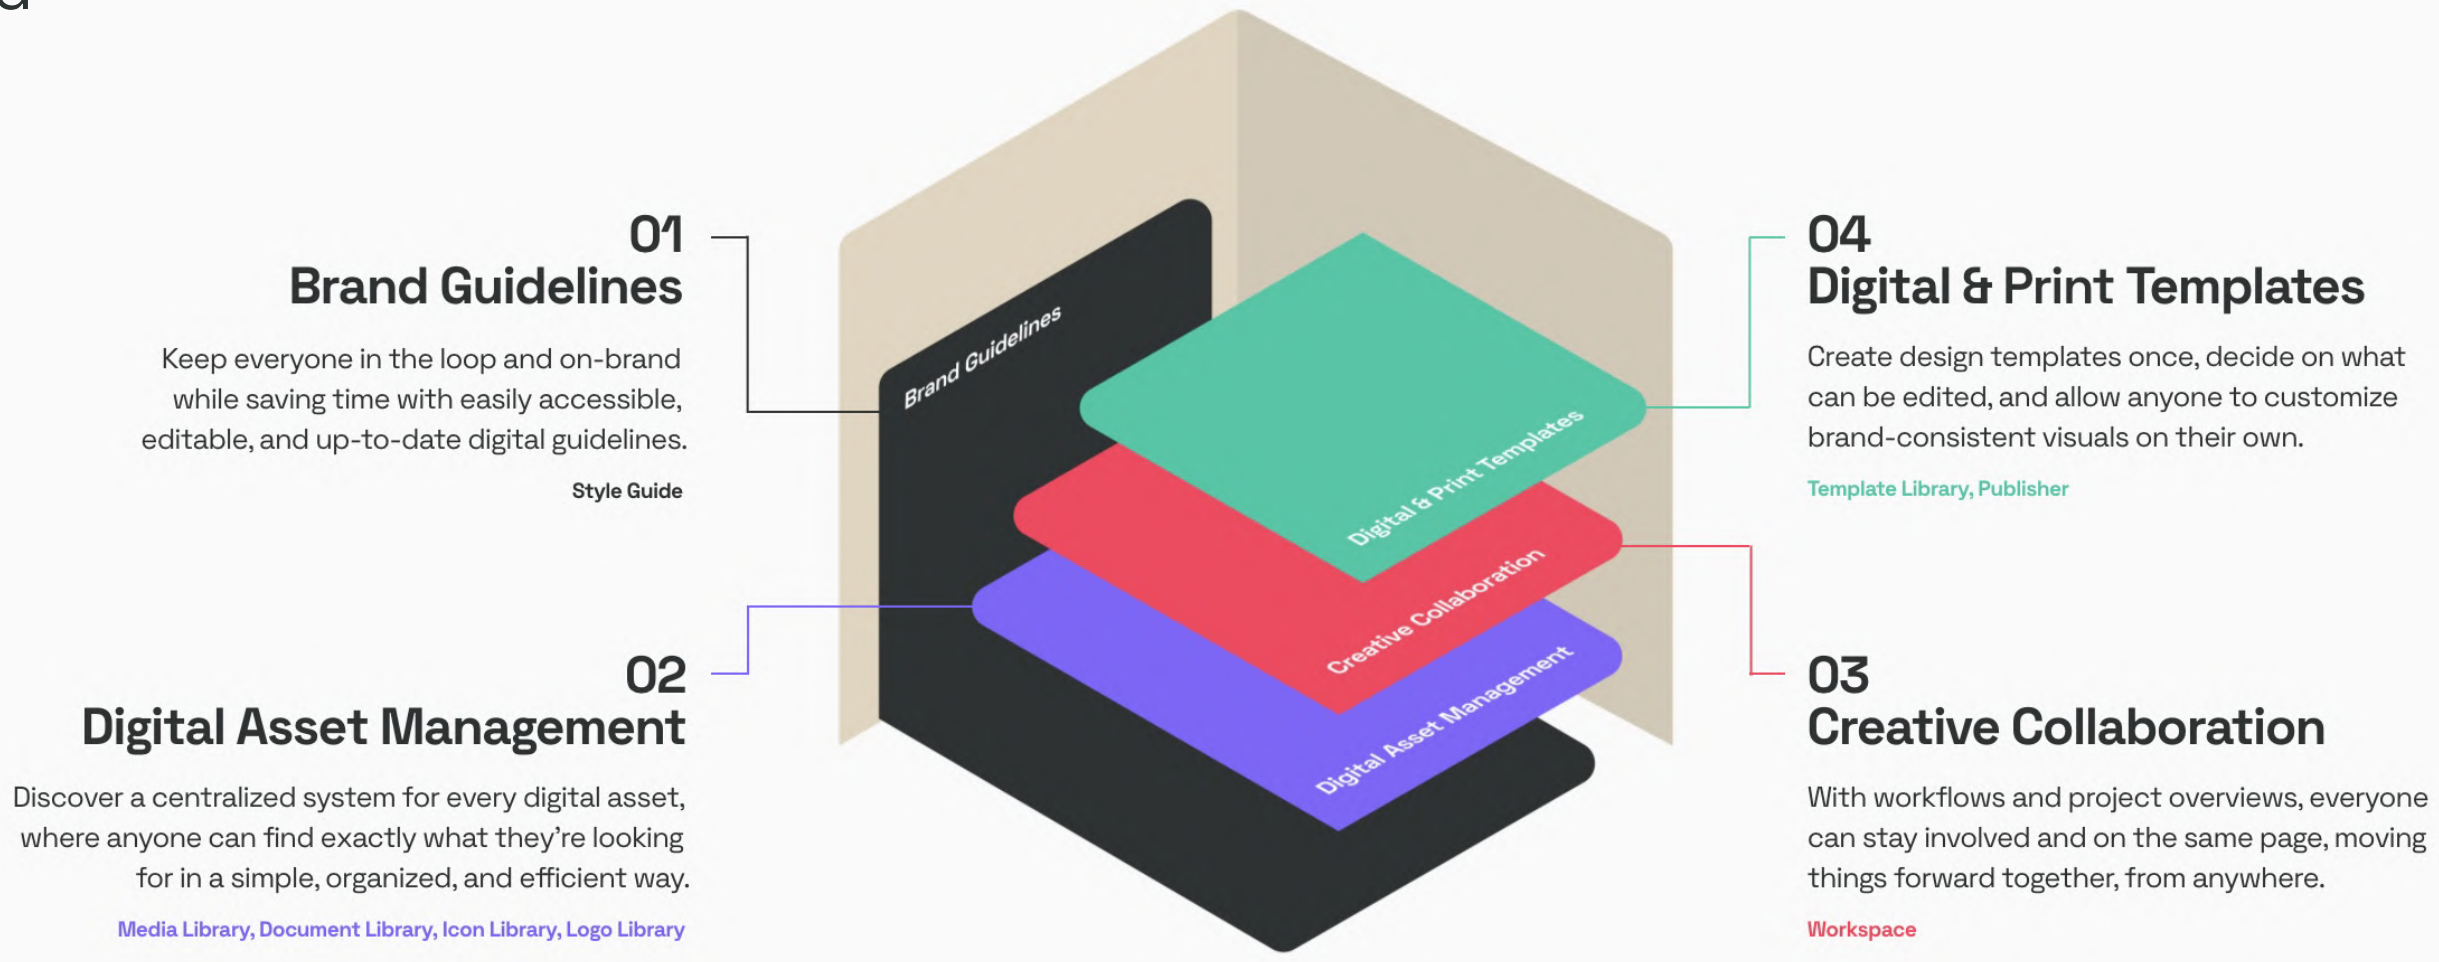 01
Brand Guidelines
Keep everyone in the loop and on-brand
while saving time with easily accessible,
editable, and up-to-date digital guidelines.
Style Guide
02
Digital Asset Management
Discover a centralized system for every digital asset,
where anyone can find exactly what they're looking
for in a simple, organized, and efficient way.
Media Library, Document Library, Icon Library, Logo Library
Brand Guidelines
Digital & Print Templates
Creative Collaboration
Digital Asset Management
04
Digital & Print Templates
Create design templates once, decide on what
can be edited, and allow anyone to customize
brand-consistent visuals on their own.
Template Library, Publisher
03
Creative Collaboration
With workflows and project overviews, everyone
can stay involved and on the same page, moving
things forward together, from anywhere.
Workspace